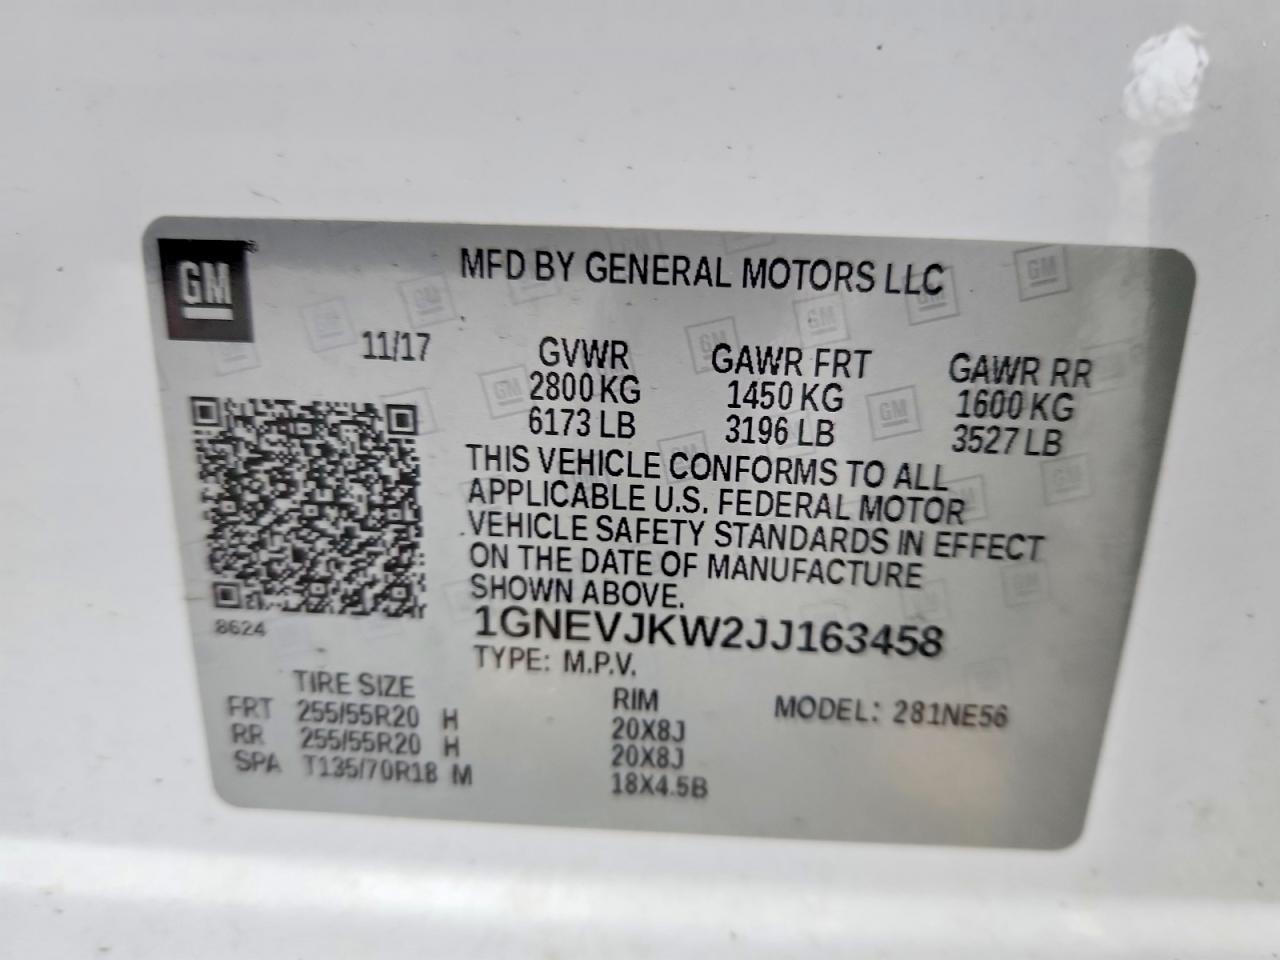 GM
MFD BY GENERAL MOTORS LLC
11/17
GVWR GAWR FRT GAWR RR
2800 KG 1450 KG 1600 KG
6173 LB 3196 LB 3527 LB
THIS VEHICLE CONFORMS TO ALL
APPLICABLE U.S. FEDERAL MOTOR
VEHICLE SAFETY STANDARDS IN EFFECT
ON THE DATE OF MANUFACTURE
SHOWN ABOVE.
8624
1GNEVJKW2JJ163458
TYPE: M.P.V.
TIRE SIZE RIM MODEL: 281NE56
FRT 255/55R20 H 20X8J
RR 255/55R20 H 20X8J
SPA T135/70R18 M 18X4.5B